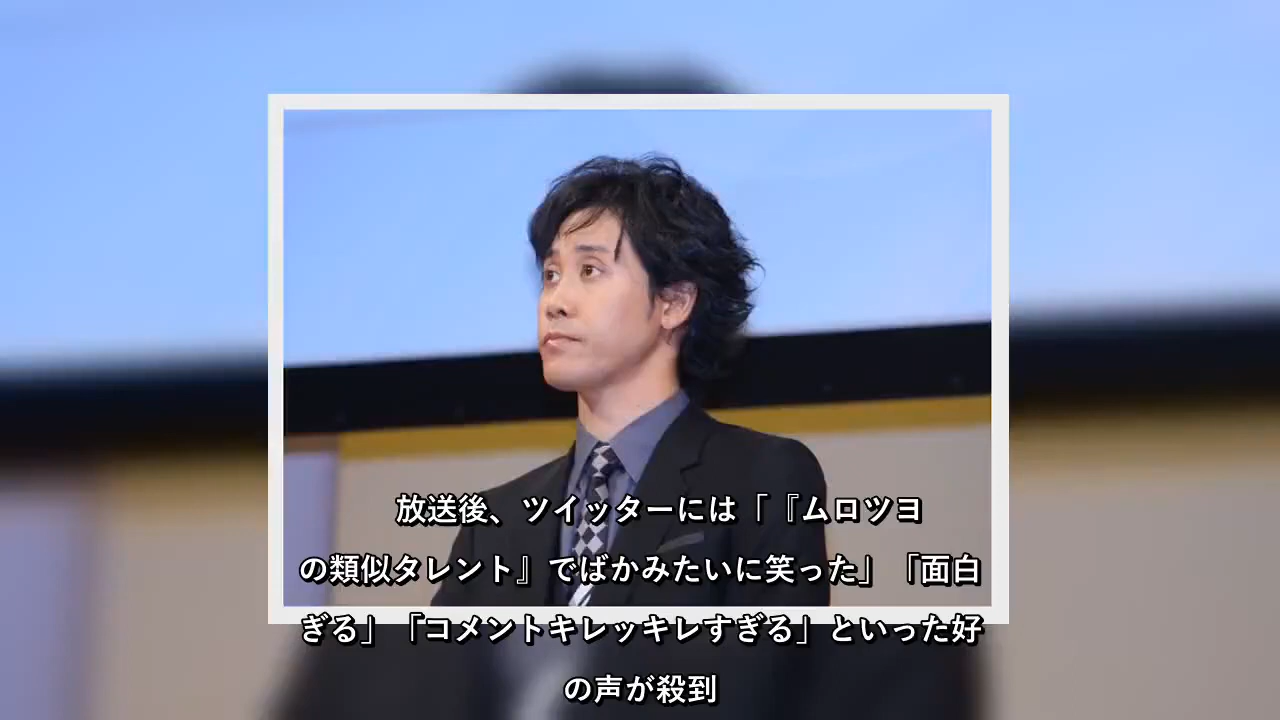 放送後、ツイッターには「『ムロツヨ
の類似タレント』でばかみたいに笑った」「面白
ぎる」「コメントキレッキレすぎる」といった好
の声が殺到